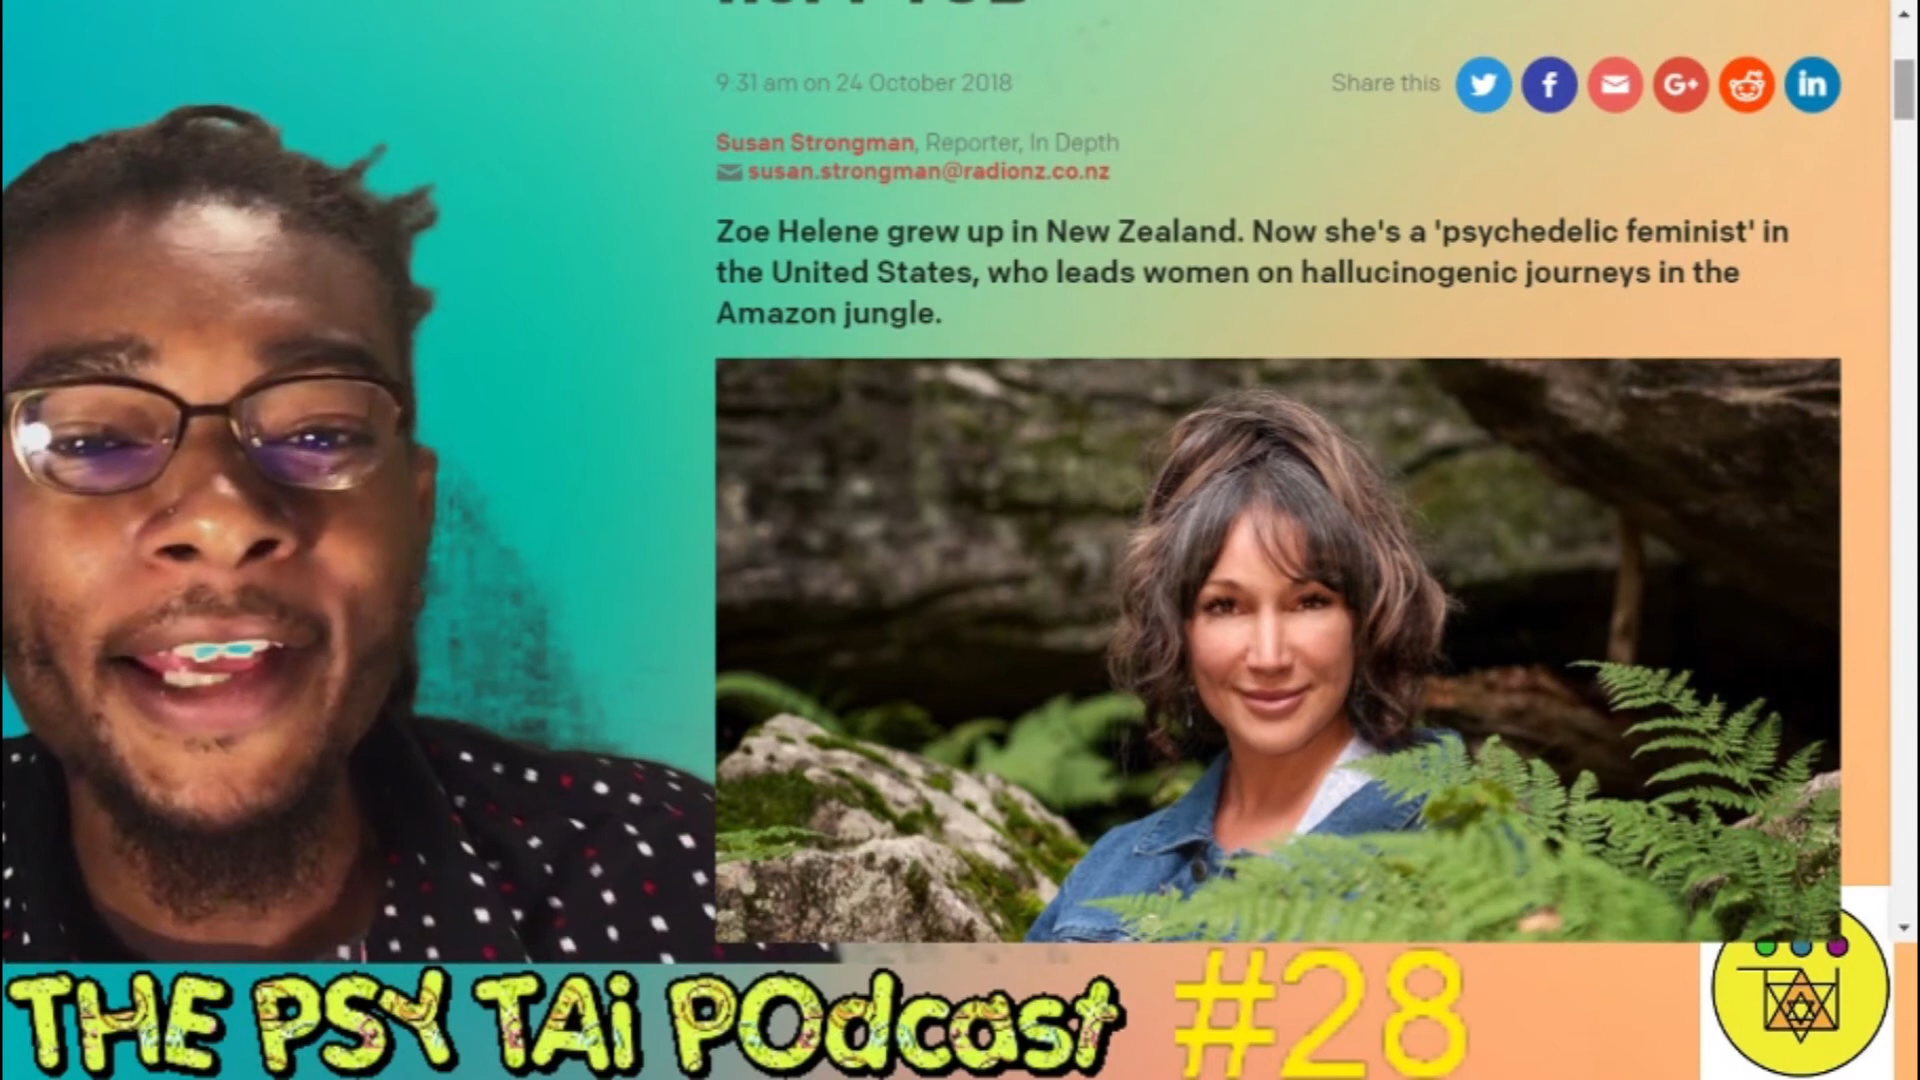 9:31 am on 24 October 2018
Share this
Susan Strongman, Reporter, In Depth
susan.strongman@radionz.co.nz
Zoe Helene grew up in New Zealand. Now she's a 'psychedelic feminist' in
the United States, who leads women on hallucinogenic journeys in the
Amazon jungle.
THE PSY TAi POdcast #28